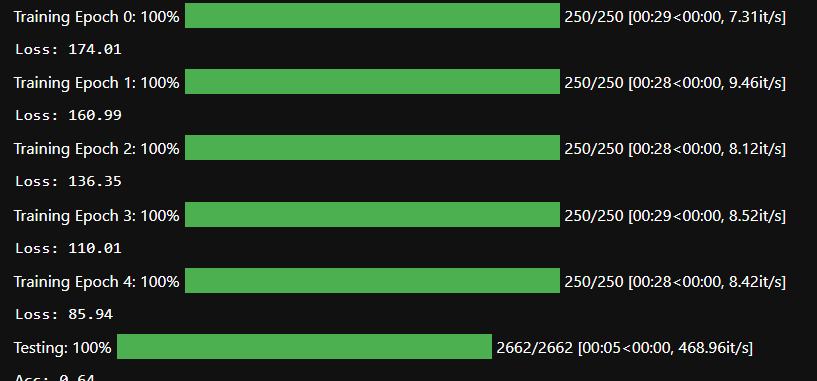 Training Epoch 0: 100% 250/250 [00:29<00:00, 7.31it/s]
Loss: 174.01
Training Epoch 1: 100% 250/250 [00:28<00:00, 9.46it/s]
Loss: 160.99
Training Epoch 2: 100% 250/250 [00:28<00:00, 8.12it/s]
Loss: 136.35
Training Epoch 3: 100% 250/250 [00:29<00:00, 8.52it/s]
Loss: 110.01
Training Epoch 4: 100% 250/250 [00:28<00:00, 8.42it/s]
Loss: 85.94
Testing: 100% 2662/2662 [00:05<00:00, 468.96it/s]
Acc: 0.64